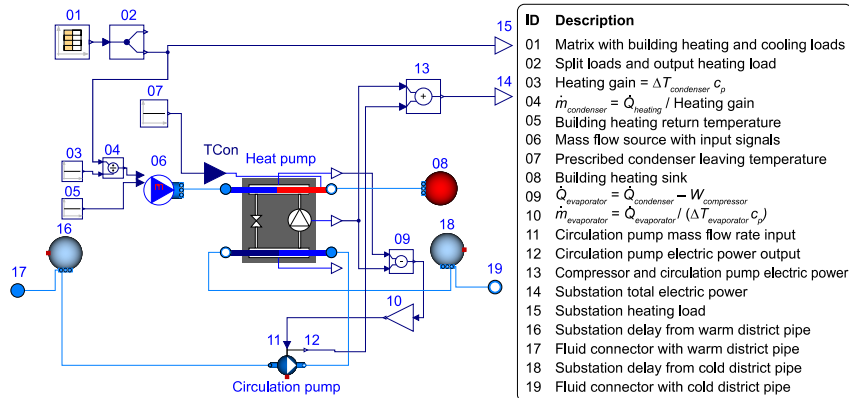 01
02
15
14
13
07
03
04
05
06
TCon
Heat pump
08
16
18
09
17
19
10
11
12
Circulation pump
ID Description
01 Matrix with building heating and cooling loads
02 Split loads and output heating load
03 Heating gain = ΔT_condenser c_p
04 ṁ_condenser = Q̇_heating / Heating gain
05 Building heating return temperature
06 Mass flow source with input signals
07 Prescribed condenser leaving temperature
08 Building heating sink
09 Q̇_evaporator = Q̇_condenser – W_compressor
10 ṁ_evaporator = Q̇_evaporator / (ΔT_evaporator c_p)
11 Circulation pump mass flow rate input
12 Circulation pump electric power output
13 Compressor and circulation pump electric power
14 Substation total electric power
15 Substation heating load
16 Substation delay from warm district pipe
17 Fluid connector with warm district pipe
18 Substation delay from cold district pipe
19 Fluid connector with cold district pipe